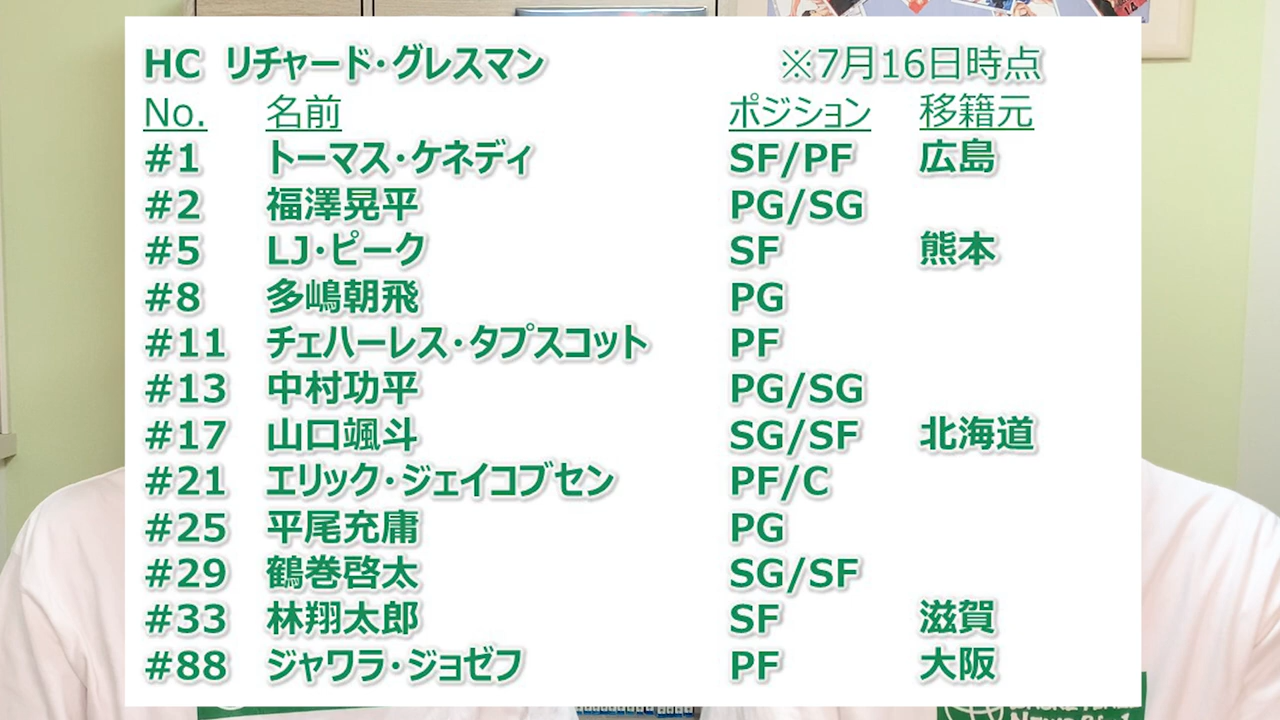 HC リチャード・グレスマン ※7月16日時点
No. 名前 ポジション 移籍元
#1 トーマス・ケネディ SF/PF 広島
#2 福澤晃平 PG/SG
#5 LJ・ピーク SF 熊本
#8 多嶋朝飛 PG
#11 チェハーレス・タプスコット PF
#13 中村功平 PG/SG
#17 山口颯斗 SG/SF 北海道
#21 エリック・ジェイコブセン PF/C
#25 平尾充庸 PG
#29 鶴巻啓太 SG/SF
#33 林翔太郎 SF 滋賀
#88 ジャワラ・ジョゼフ PF 大阪